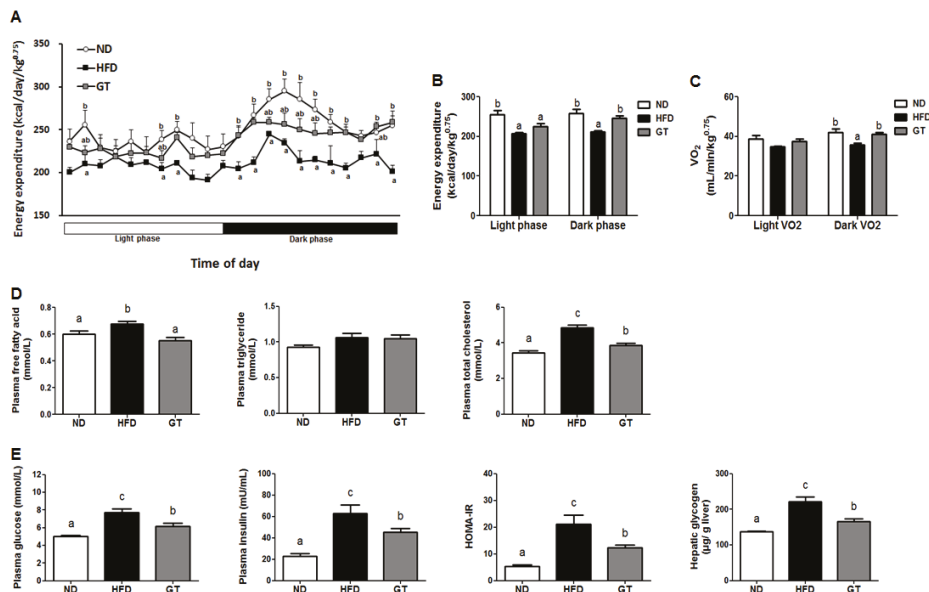 A
350
300
250
200
150
Energy expenditure (kcal/day/kg0.75)
ND
HFD
GT
b b b b b b b b b b b b
ab ab ab ab ab ab ab ab ab
a a a a a a a a a a a
Light phase
Dark phase
Time of day
B
Energy expenditure
(kcal/day/kg0.75)
400
300
200
100
0
ND
HFD
GT
b a a b a b
Light phase Dark phase
C
VO2
(mL/min/kg0.75)
60
40
20
0
ND
HFD
GT
b a b
Light VO2 Dark VO2
D
Plasma free fatty acid
(mmol/L)
0.8
0.6
0.4
0.2
0.0
a b a
ND HFD GT
Plasma triglyceride
(mmol/L)
1.5
1.0
0.5
0.0
ND HFD GT
Plasma total cholesterol
(mmol/L)
6
4
2
0
a c b
ND HFD GT
E
Plasma glucose (mmol/L)
12
10
8
6
4
2
0
a c b
ND HFD GT
Plasma insulin (mU/mL)
100
80
60
40
20
0
a c b
ND HFD GT
HOMA-IR
40
30
20
10
0
a c b
ND HFD GT
Hepatic glycogen
(µg/ g liver)
300
200
100
0
a c b
ND HFD GT